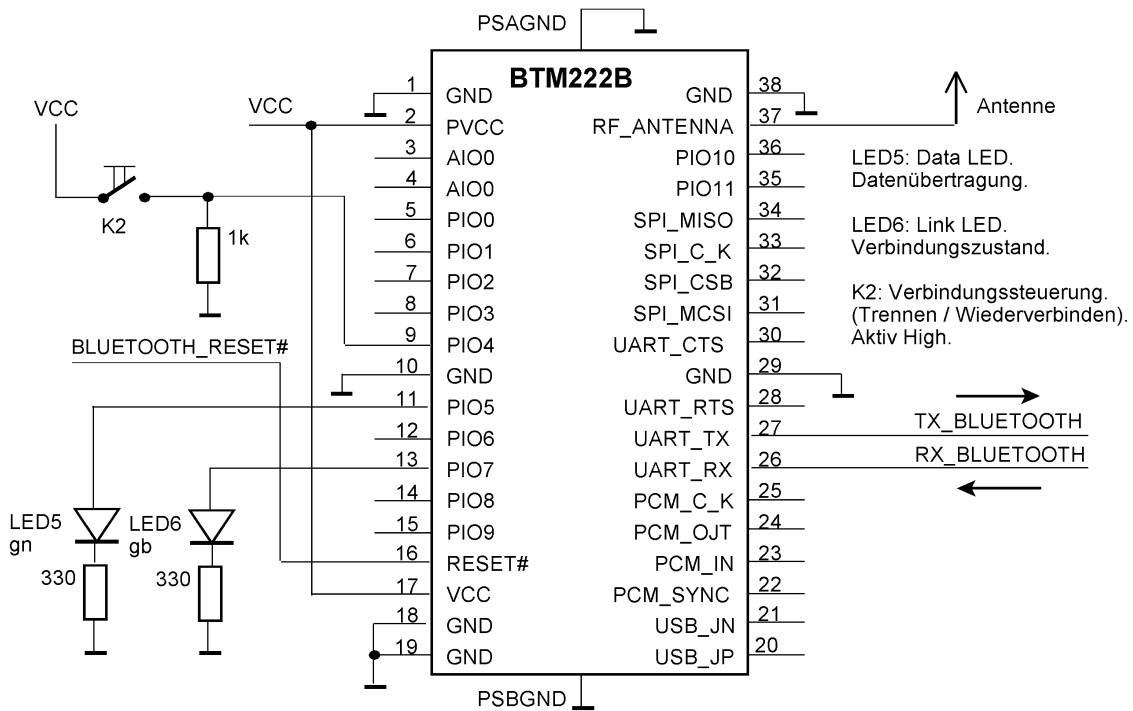 PSAGND
BTM222B
VCC
VCC
K2
1k
BLUETOOTH_RESET#
LED5
gn
330
LED6
gb
330
1 GND
2 PVCC
3 AIO0
4 AIO0
5 PIO0
6 PIO1
7 PIO2
8 PIO3
9 PIO4
10 GND
11 PIO5
12 PIO6
13 PIO7
14 PIO8
15 PIO9
16 RESET#
17 VCC
18 GND
19 GND
GND 38
RF_ANTENNA 37
PIO10 36
PIO11 35
SPI_MISO 34
SPI_C_K 33
SPI_CSB 32
SPI_MCSI 31
UART_CTS 30
GND 29
UART_RTS 28
UART_TX 27
UART_RX 26
PCM_C_K 25
PCM_OJT 24
PCM_IN 23
PCM_SYNC 22
USB_JN 21
USB_JP 20
PSBGND
Antenne
LED5: Data LED.
Datenübertragung.
LED6: Link LED.
Verbindungszustand.
K2: Verbindungssteuerung.
(Trennen / Wiederverbinden).
Aktiv High.
TX_BLUETOOTH
RX_BLUETOOTH